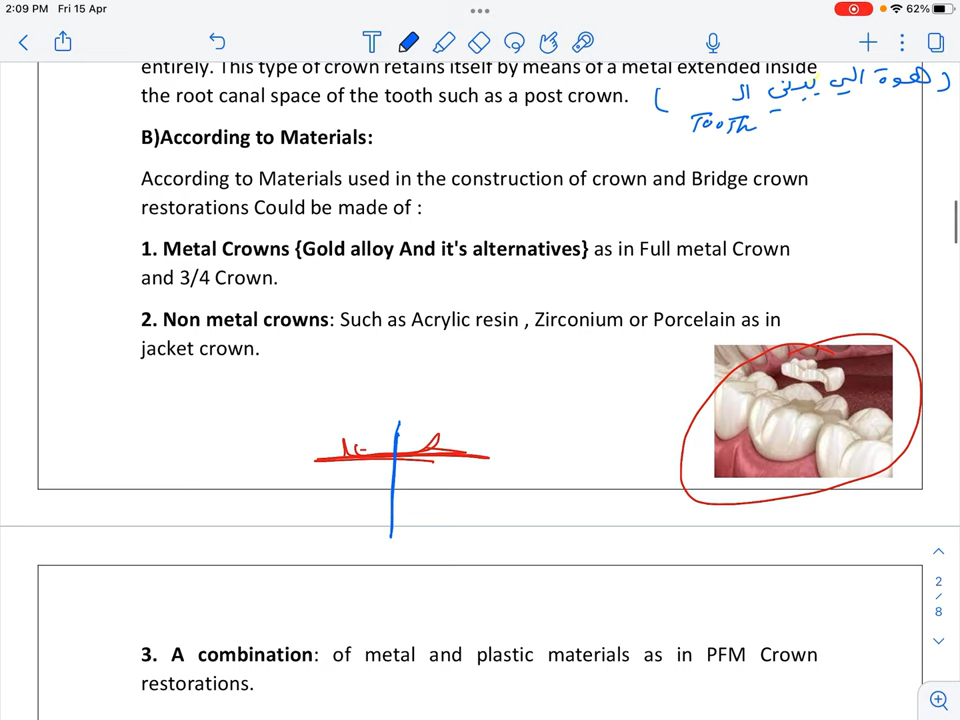 2:09 PM Fri 15 Apr
62%
T
entirely. This type of crown retains itself by means of a metal extended inside
the root canal space of the tooth such as a post crown.
( هوة الي يبني ال
Tooth )
B)According to Materials:
According to Materials used in the construction of crown and Bridge crown
restorations Could be made of :
1. Metal Crowns {Gold alloy And it's alternatives} as in Full metal Crown
and 3/4 Crown.
2. Non metal crowns: Such as Acrylic resin , Zirconium or Porcelain as in
jacket crown.
3. A combination: of metal and plastic materials as in PFM Crown
restorations.
2
/
8